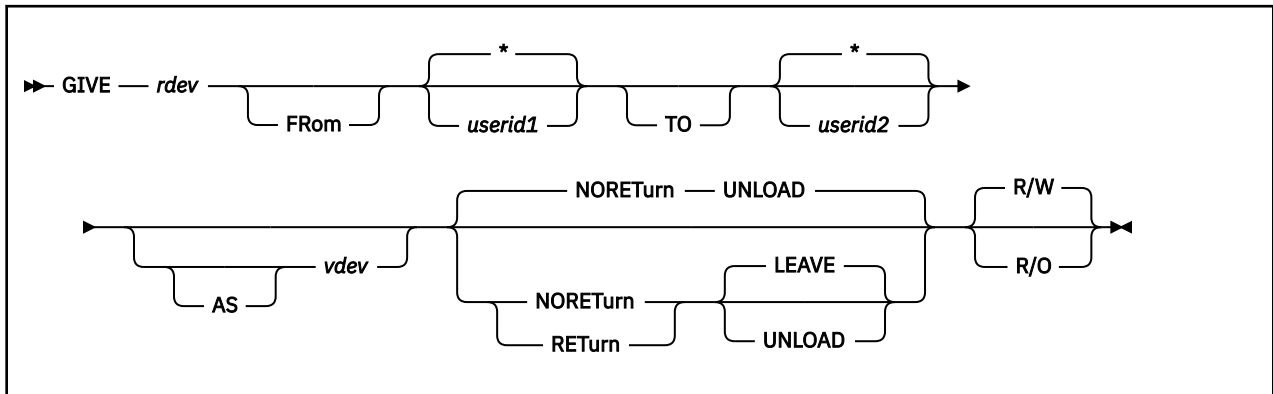 * *
GIVE rdev
FRom userid1 TO userid2
NORETurn UNLOAD R/W
vdev LEAVE R/O
AS NORETurn
RETurn UNLOAD